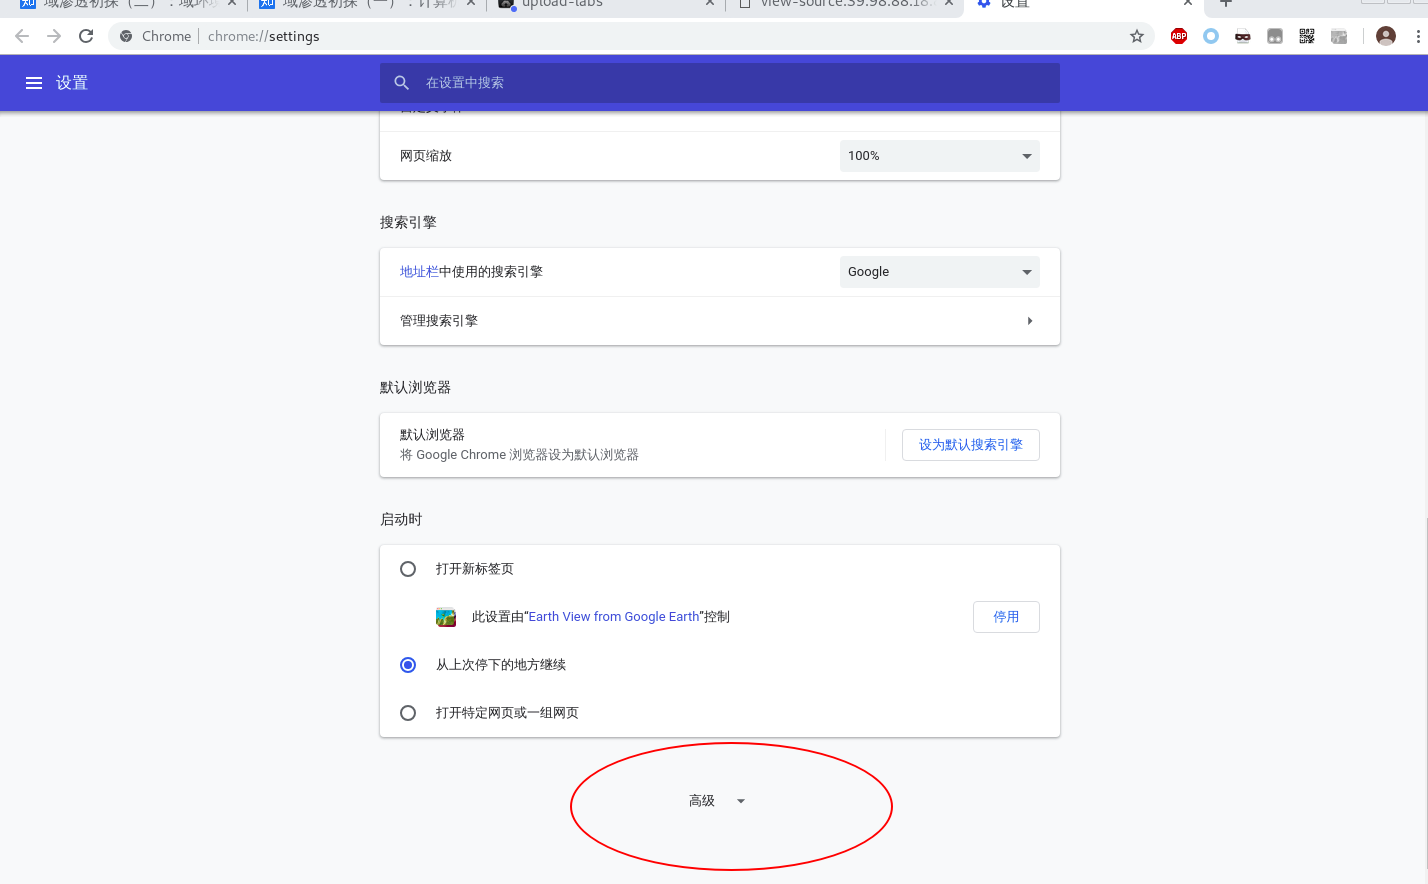 域渗透初探（二）：域环境
域渗透初探（一）：计算机
upload-labs
view-source:39.98.88.18:
设置
Chrome
chrome://settings
设置
在设置中搜索
网页缩放
100%
搜索引擎
地址栏中使用的搜索引擎
Google
管理搜索引擎
默认浏览器
默认浏览器
将 Google Chrome 浏览器设为默认浏览器
设为默认搜索引擎
启动时
打开新标签页
此设置由“Earth View from Google Earth”控制
停用
从上次停下的地方继续
打开特定网页或一组网页
高级